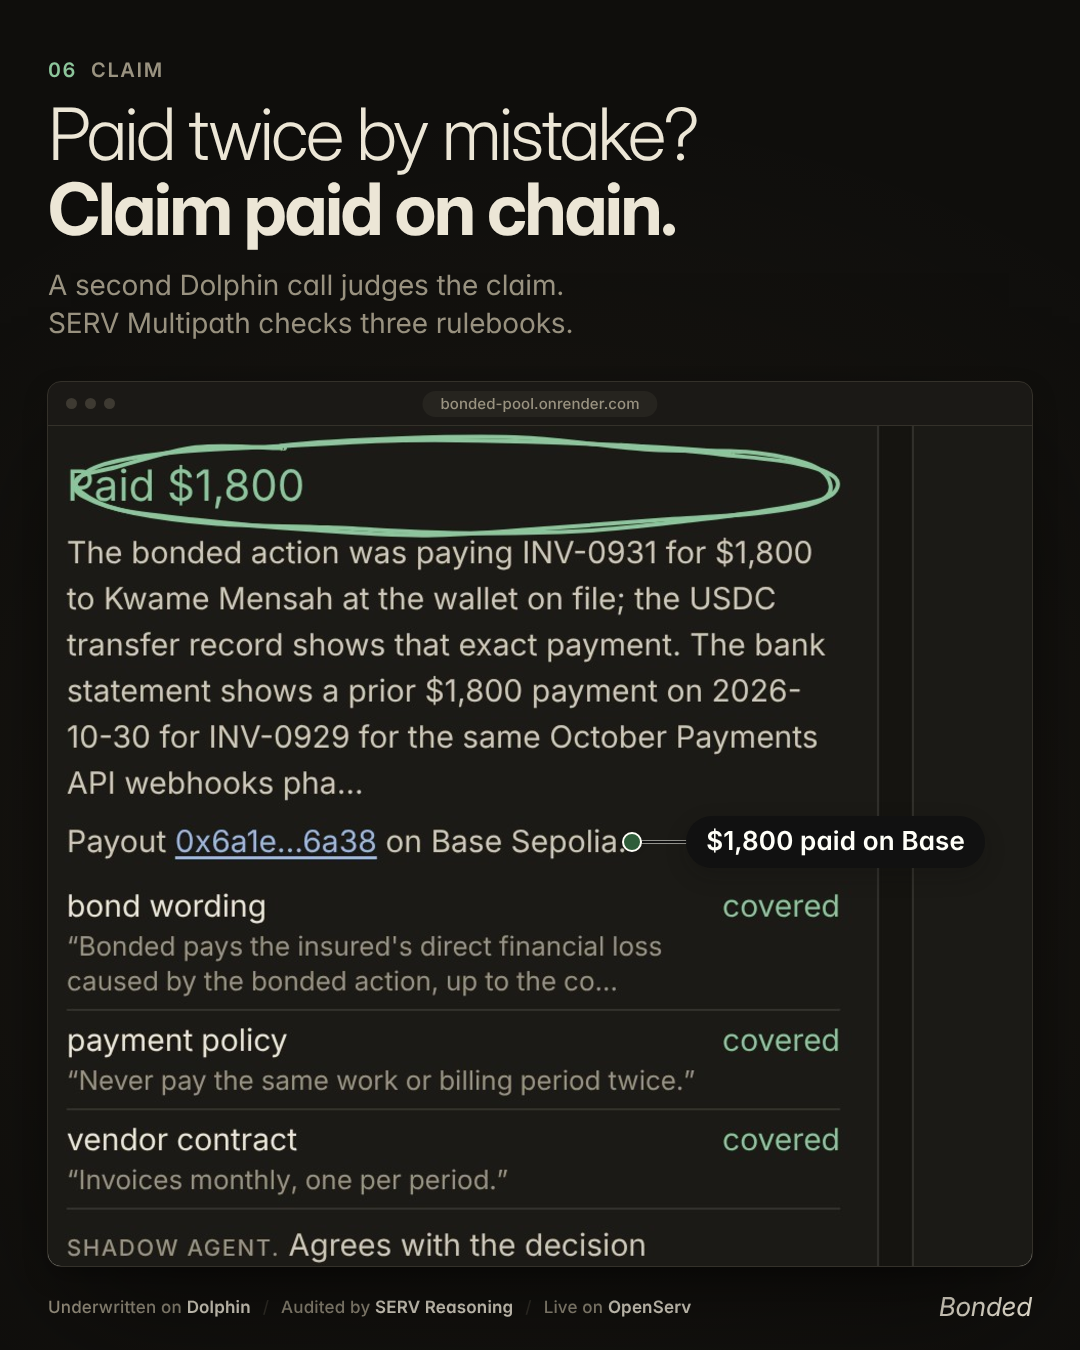 06 CLAIM
Paid twice by mistake?
Claim paid on chain.
A second Dolphin call judges the claim.
SERV Multipath checks three rulebooks.
bonded-pool.onrender.com
Paid $1,800
The bonded action was paying INV-0931 for $1,800
to Kwame Mensah at the wallet on file; the USDC
transfer record shows that exact payment. The bank
statement shows a prior $1,800 payment on 2026-
10-30 for INV-0929 for the same October Payments
API webhooks pha...
Payout 0x6a1e...6a38 on Base Sepolia.
$1,800 paid on Base
bond wording covered
“Bonded pays the insured's direct financial loss
caused by the bonded action, up to the co...
payment policy covered
“Never pay the same work or billing period twice.”
vendor contract covered
“Invoices monthly, one per period.”
SHADOW AGENT. Agrees with the decision
Underwritten on Dolphin / Audited by SERV Reasoning / Live on OpenServ
Bonded